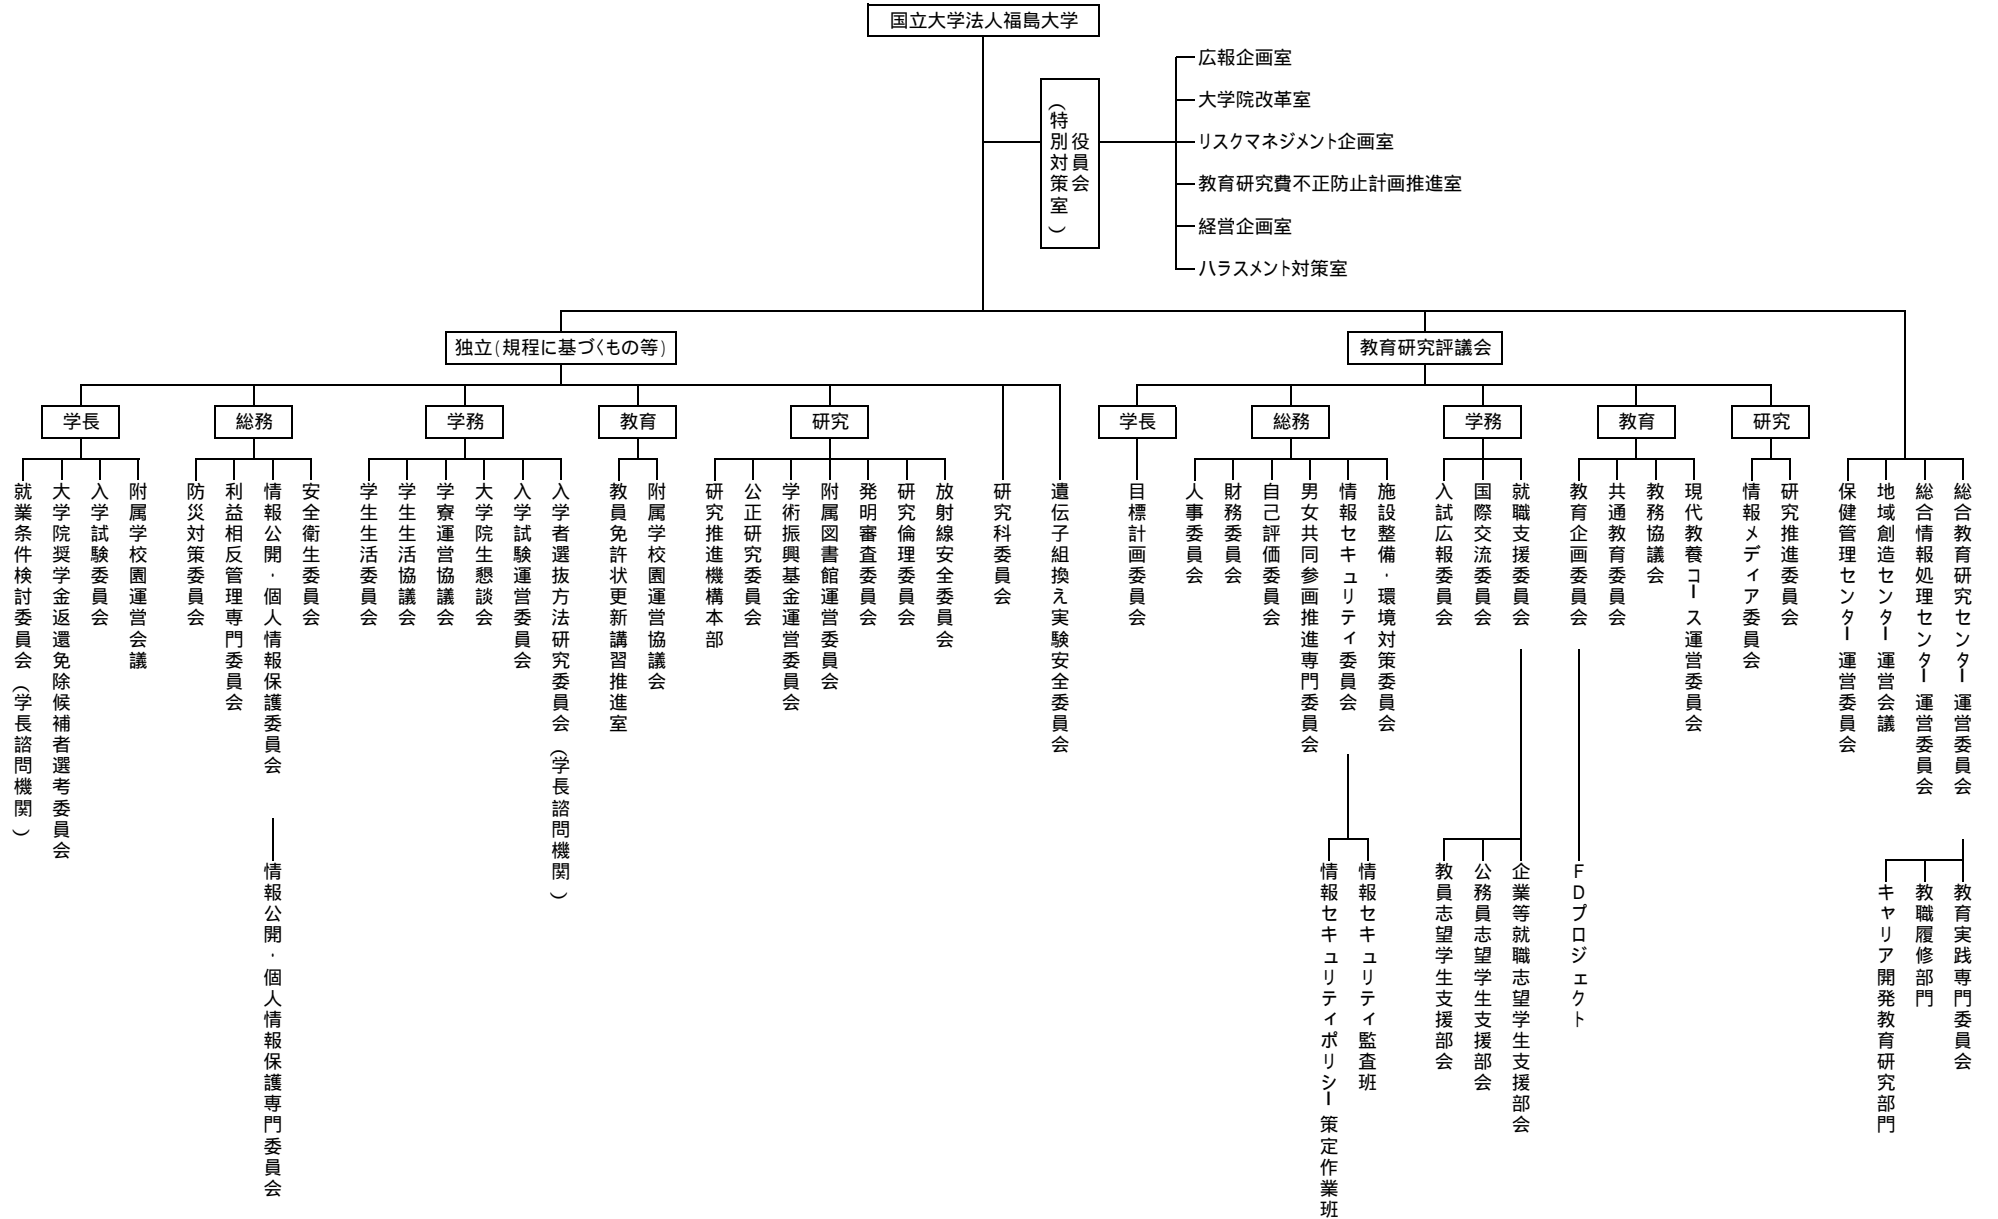 国立大学法人福島大学
役員会
(特別対策室)
広報企画室
大学院改革室
リスクマネジメント企画室
教育研究費不正防止計画推進室
経営企画室
ハラスメント対策室
独立(規程に基づくもの等)
教育研究評議会
学長
総務
学務
教育
研究
学長
総務
学務
教育
研究
就業条件検討委員会(学長諮問機関)
大学院奨学金返還免除候補者選考委員会
入学試験委員会
附属学校園運営会議
防災対策委員会
利益相反管理専門委員会
情報公開・個人情報保護委員会
安全衛生委員会
学生生活委員会
学生生活協議会
学寮運営協議会
大学院生懇談会
入学試験運営委員会
入学者選抜方法研究委員会(学長諮問機関)
教員免許状更新講習推進室
附属学校園運営協議会
研究推進機構本部
公正研究委員会
学術振興基金運営委員会
附属図書館運営委員会
発明審査委員会
研究倫理委員会
放射線安全委員会
研究科委員会
遺伝子組換え実験安全委員会
目標計画委員会
人事委員会
財務委員会
自己評価委員会
男女共同参画推進専門委員会
情報セキュリティ委員会
施設整備・環境対策委員会
入試広報委員会
国際交流委員会
就職支援委員会
教育企画委員会
共通教育委員会
教務協議会
現代教養コース運営委員会
情報メディア委員会
研究推進委員会
保健管理センター運営委員会
地域創造センター運営会議
総合情報処理センター運営委員会
総合教育研究センター運営委員会
情報公開・個人情報保護専門委員会
情報セキュリティポリシー策定作業班
情報セキュリティ監査班
教員志望学生支援部会
公務員志望学生支援部会
企業等就職志望学生支援部会
FDプロジェクト
キャリア開発教育研究部門
教職履修部門
教育実践専門委員会